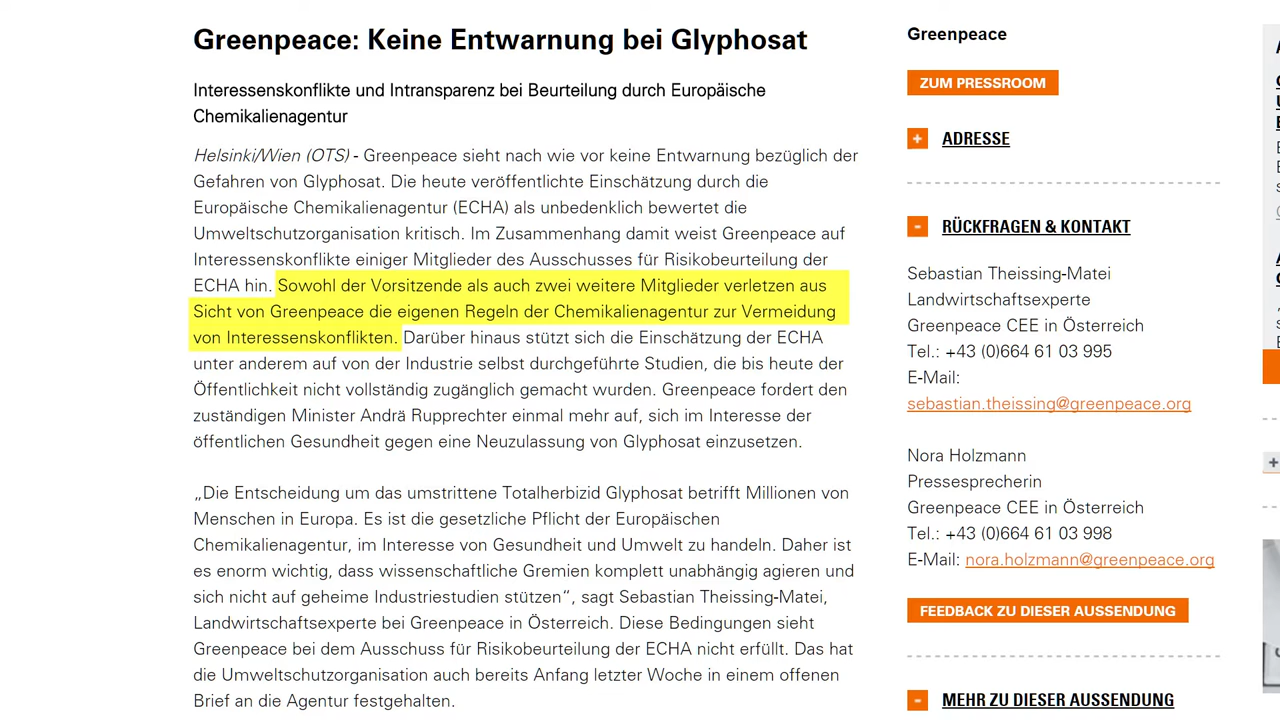 Greenpeace: Keine Entwarnung bei Glyphosat
Interessenskonflikte und Intransparenz bei Beurteilung durch Europäische
Chemikalienagentur
Helsinki/Wien (OTS) - Greenpeace sieht nach wie vor keine Entwarnung bezüglich der
Gefahren von Glyphosat. Die heute veröffentlichte Einschätzung durch die
Europäische Chemikalienagentur (ECHA) als unbedenklich bewertet die
Umweltschutzorganisation kritisch. Im Zusammenhang damit weist Greenpeace auf
Interessenskonflikte einiger Mitglieder des Ausschusses für Risikobeurteilung der
ECHA hin. Sowohl der Vorsitzende als auch zwei weitere Mitglieder verletzen aus
Sicht von Greenpeace die eigenen Regeln der Chemikalienagentur zur Vermeidung
von Interessenskonflikten. Darüber hinaus stützt sich die Einschätzung der ECHA
unter anderem auf von der Industrie selbst durchgeführte Studien, die bis heute der
Öffentlichkeit nicht vollständig zugänglich gemacht wurden. Greenpeace fordert den
zuständigen Minister Andrä Rupprechter einmal mehr auf, sich im Interesse der
öffentlichen Gesundheit gegen eine Neuzulassung von Glyphosat einzusetzen.
„Die Entscheidung um das umstrittene Totalherbizid Glyphosat betrifft Millionen von
Menschen in Europa. Es ist die gesetzliche Pflicht der Europäischen
Chemikalienagentur, im Interesse von Gesundheit und Umwelt zu handeln. Daher ist
es enorm wichtig, dass wissenschaftliche Gremien komplett unabhängig agieren und
sich nicht auf geheime Industriestudien stützen“, sagt Sebastian Theissing-Matei,
Landwirtschaftsexperte bei Greenpeace in Österreich. Diese Bedingungen sieht
Greenpeace bei dem Ausschuss für Risikobeurteilung der ECHA nicht erfüllt. Das hat
die Umweltschutzorganisation auch bereits Anfang letzter Woche in einem offenen
Brief an die Agentur festgehalten.
Greenpeace
ZUM PRESSROOM
ADRESSE
RÜCKFRAGEN & KONTAKT
Sebastian Theissing-Matei
Landwirtschaftsexperte
Greenpeace CEE in Österreich
Tel.: +43 (0)664 61 03 995
E-Mail:
sebastian.theissing@greenpeace.org
Nora Holzmann
Pressesprecherin
Greenpeace CEE in Österreich
Tel.: +43 (0)664 61 03 998
E-Mail: nora.holzmann@greenpeace.org
FEEDBACK ZU DIESER AUSSENDUNG
MEHR ZU DIESER AUSSENDUNG